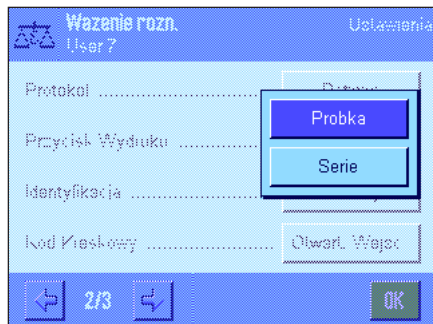 Wazenie rozn. Ustawienia
User 7
Protokol ....................
Przycisk Wydruku
Probka
Serie
Identyfikacja ....................
Kod Kreskowy .................... Otwart. Wejsc
2/3 OK